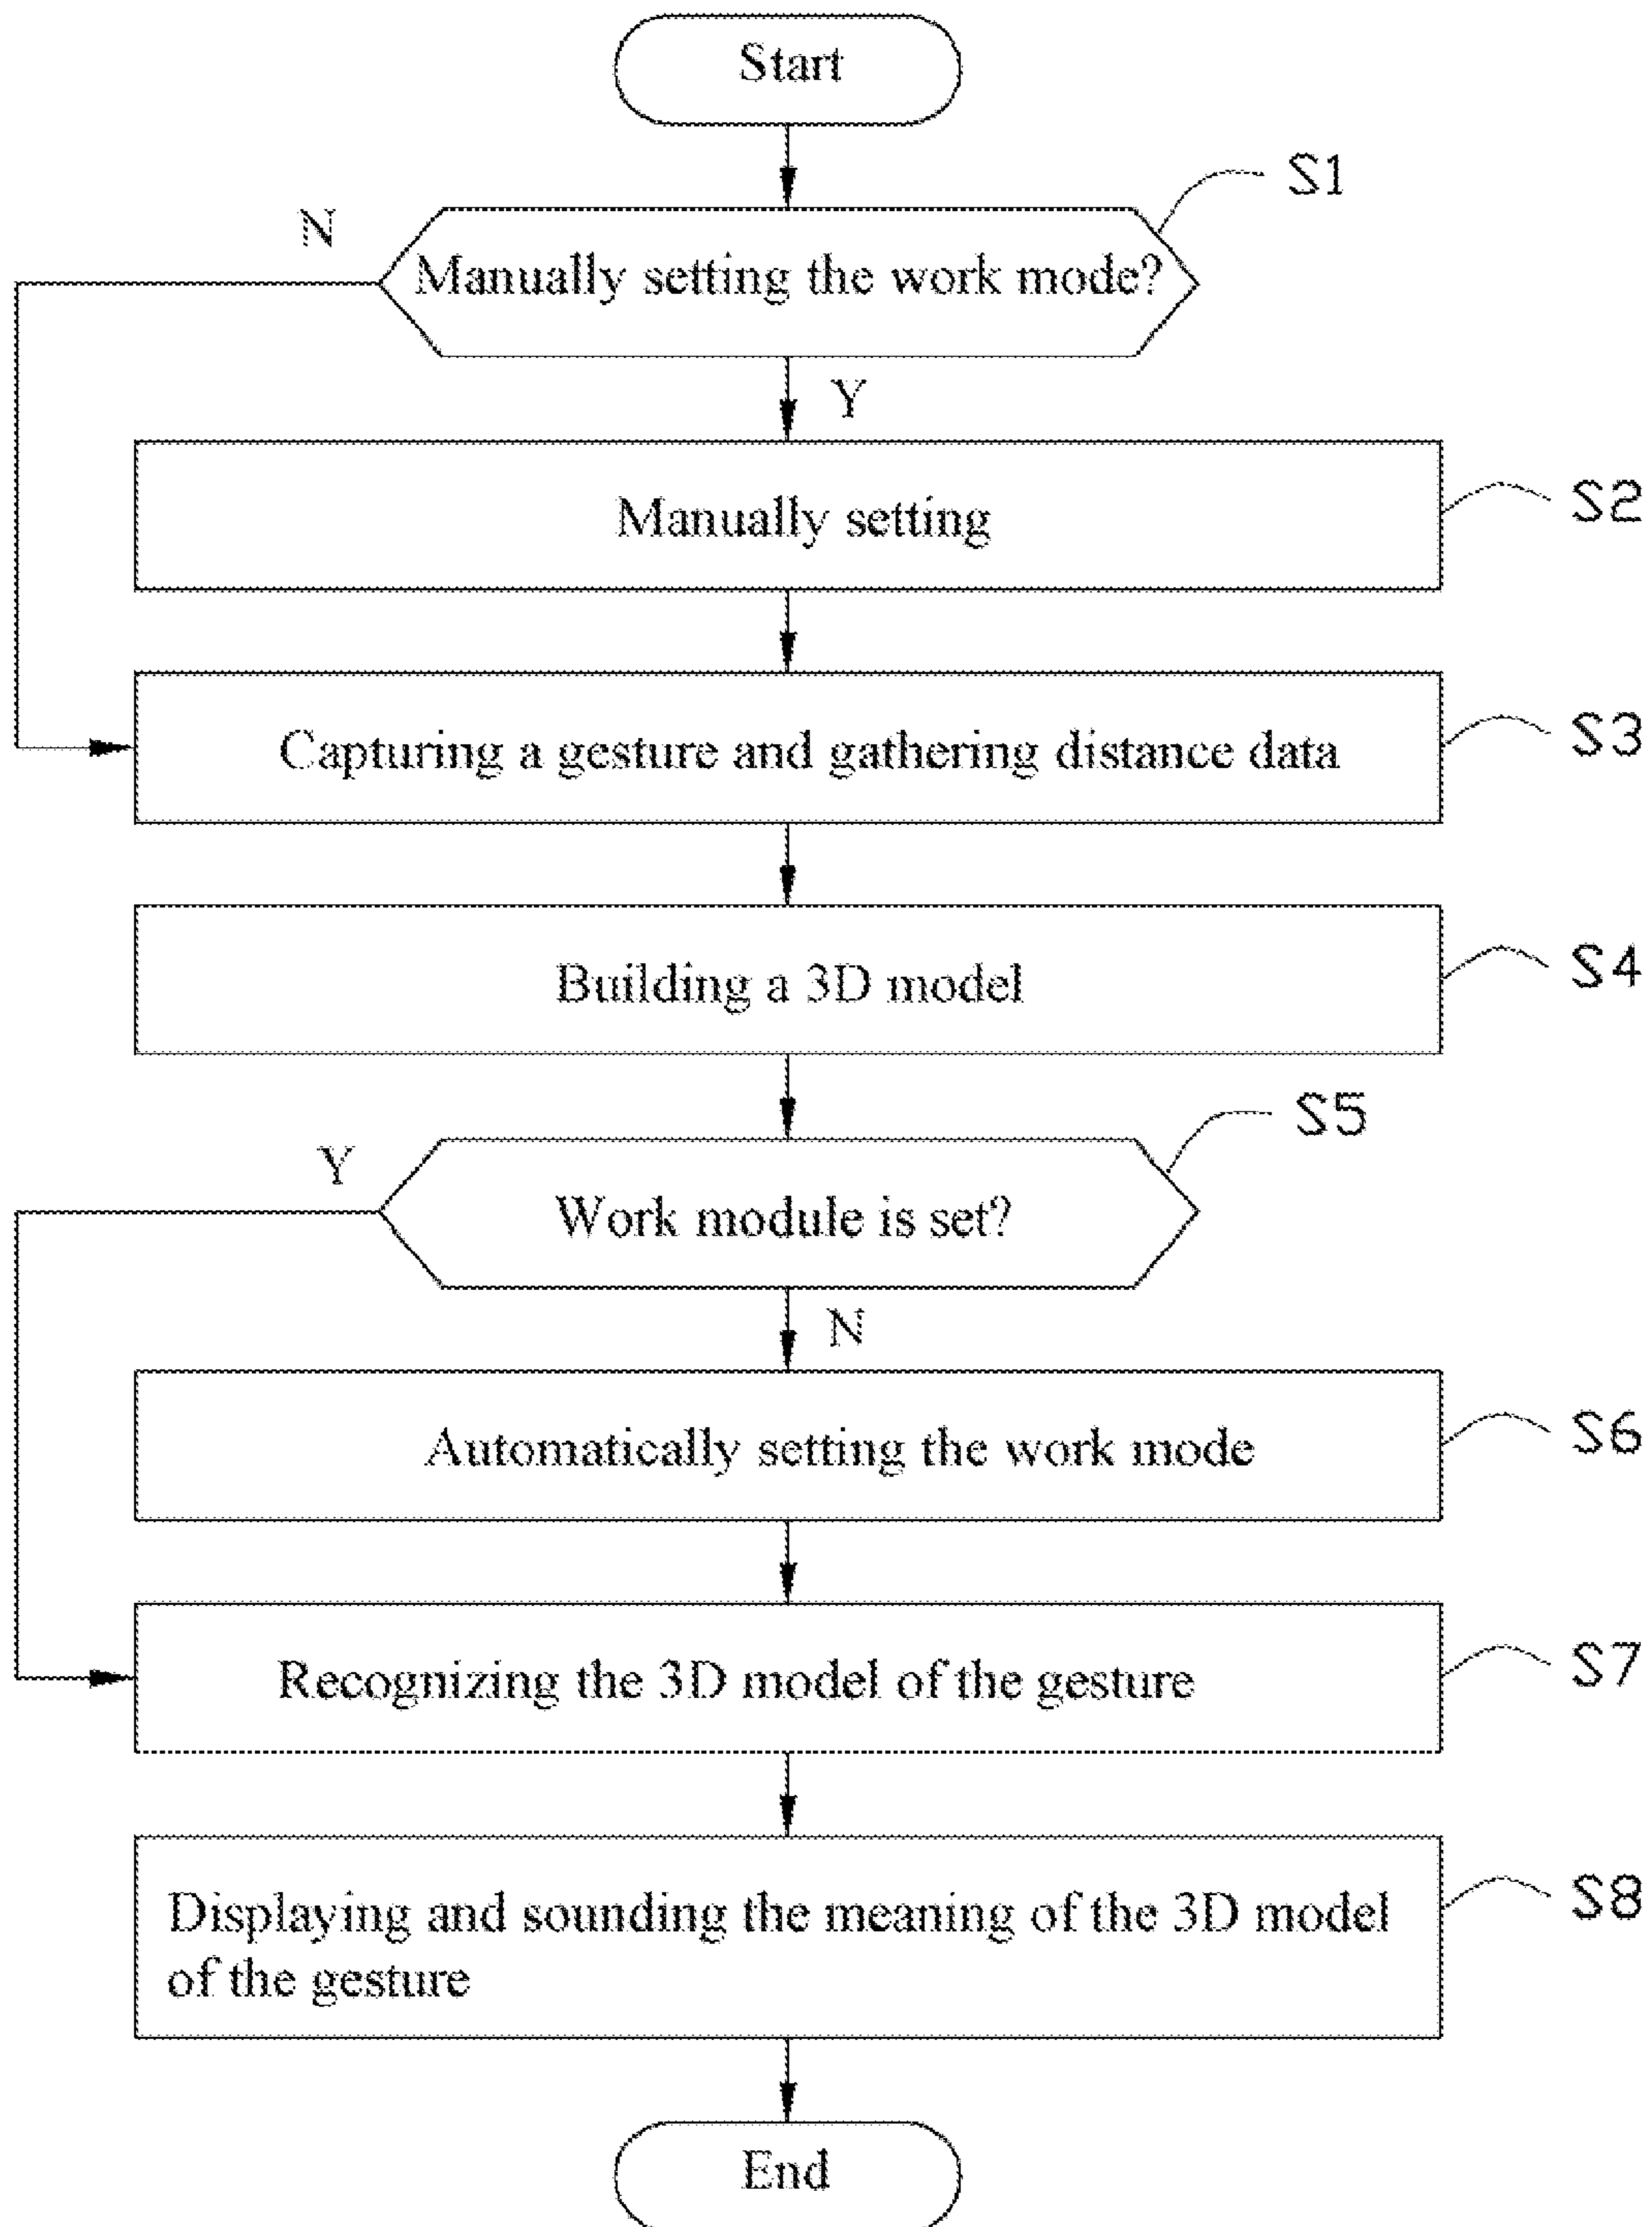 Start
S1
N
Manually setting the work mode?
Y
S2
Manually setting
S3
Capturing a gesture and gathering distance data
S4
Building a 3D model
S5
Y
Work module is set?
N
S6
Automatically setting the work mode
S7
Recognizing the 3D model of the gesture
S8
Displaying and sounding the meaning of the 3D model
of the gesture
End